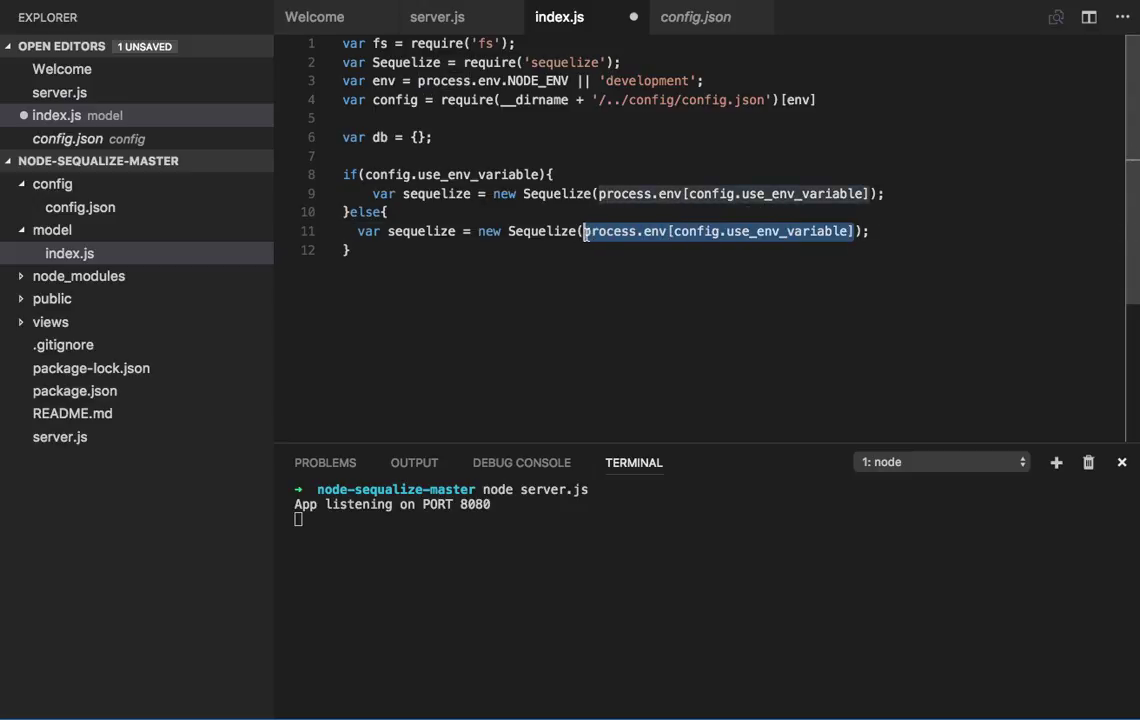 EXPLORER
OPEN EDITORS 1 UNSAVED
Welcome
server.js
index.js model
config.json config
NODE-SEQUALIZE-MASTER
config
config.json
model
index.js
node_modules
public
views
.gitignore
package-lock.json
package.json
README.md
server.js
Welcome server.js index.js config.json
1 var fs = require('fs');
2 var Sequelize = require('sequelize');
3 var env = process.env.NODE_ENV || 'development';
4 var config = require(__dirname + '/../config/config.json')[env]
5
6 var db = {};
7
8 if(config.use_env_variable){
9 var sequelize = new Sequelize(process.env[config.use_env_variable]);
10 }else{
11 var sequelize = new Sequelize(process.env[config.use_env_variable]);
12 }
PROBLEMS OUTPUT DEBUG CONSOLE TERMINAL 1: node
➜ node-sequalize-master node server.js
App listening on PORT 8080